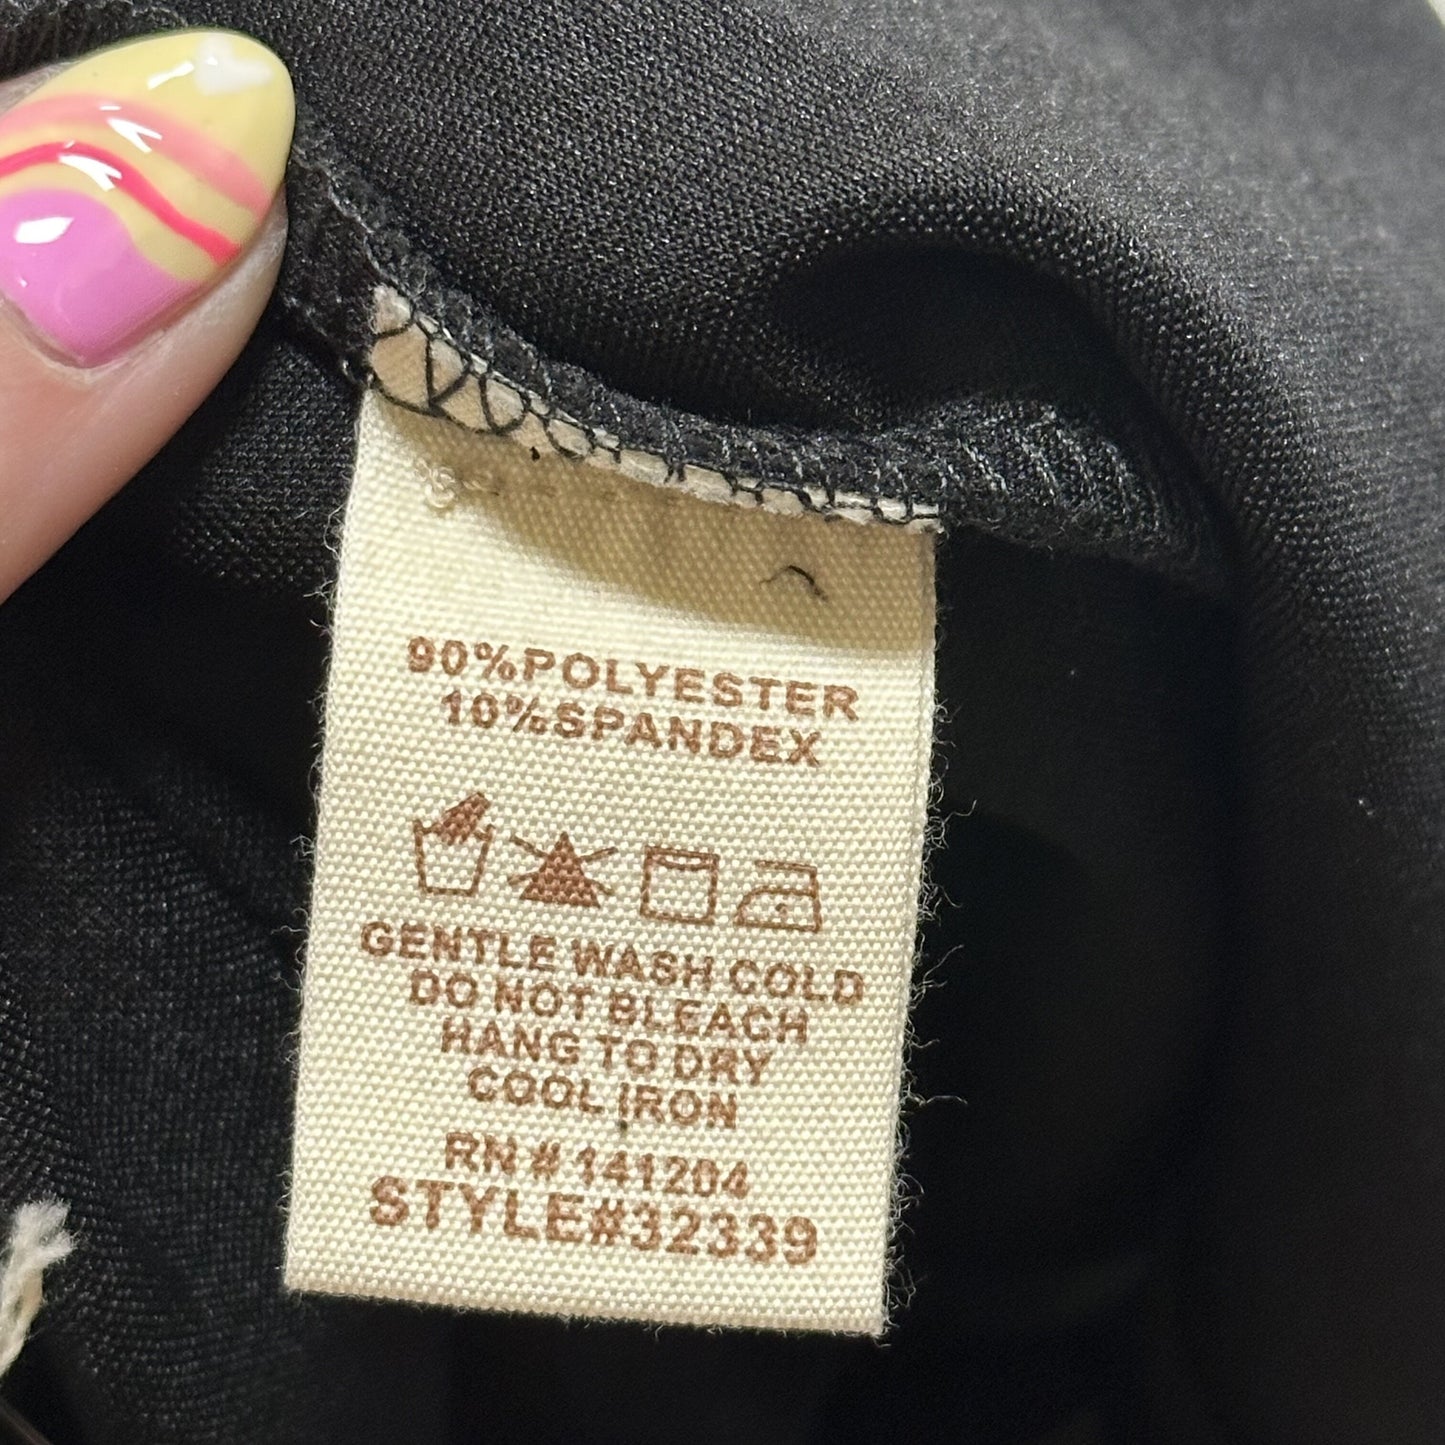 90%POLYESTER
10%SPANDEX
GENTLE WASH COLD
DO NOT BLEACH
HANG TO DRY
COOL IRON
RN # 141204
STYLE#32339